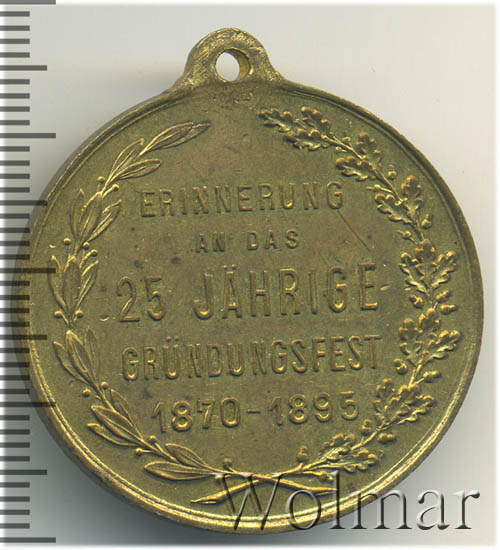 ERINNERUNG
AN DAS
25 JÄHRIGE
GRÜNDUNGSFEST
1870-1895
Wolmar